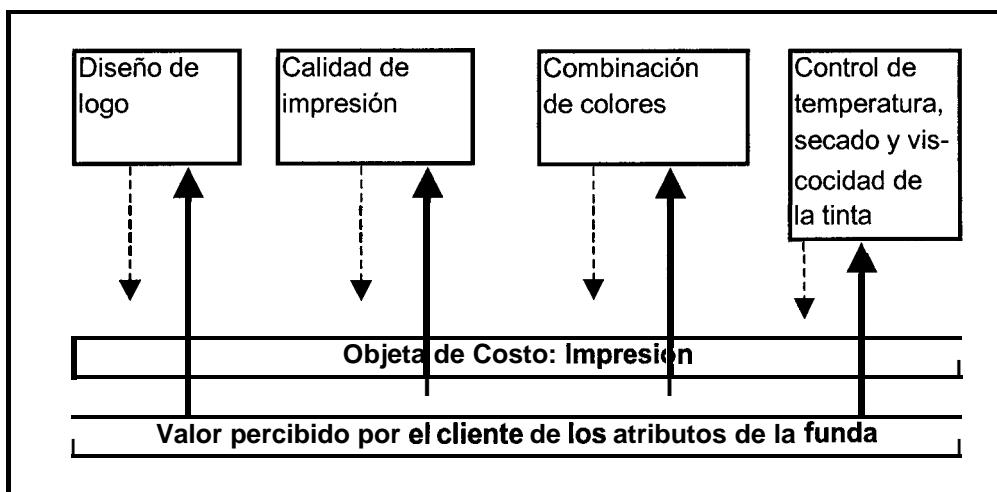 Diseño de
logo
Calidad de
impresión
Combinación
de colores
Control de
temperatura,
secado y vis-
cocidad de
la tinta
Objeta de Costo: Impresión
Valor percibido por el cliente de los atributos de la funda